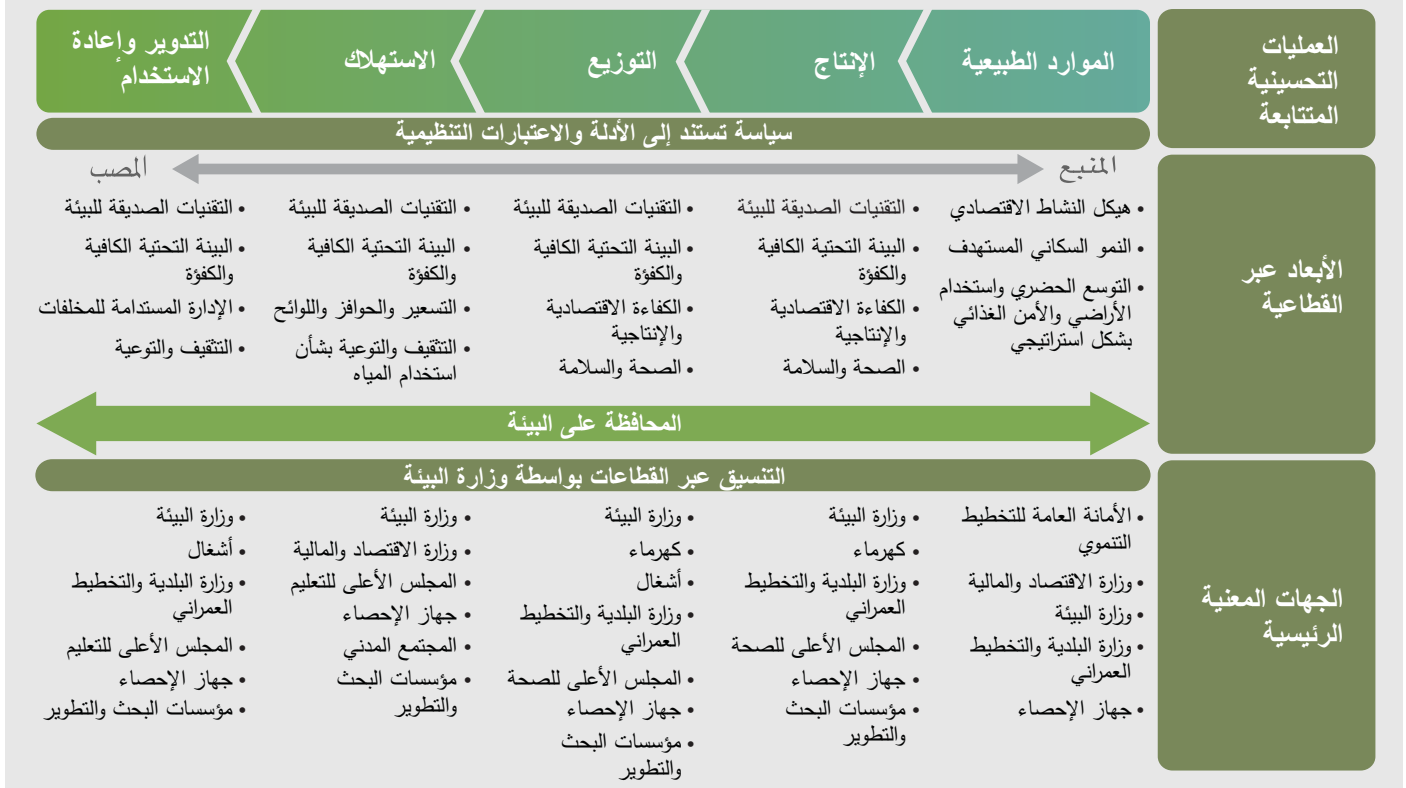 العمليات
التحسينية
المتتابعة
الموارد الطبيعية
الإنتاج
التوزيع
الاستهلاك
التدوير وإعادة
الاستخدام
سياسة تستند إلى الأدلة والاعتبارات التنظيمية
الأبعاد عبر
القطاعية
المنبع
المصب
• هيكل النشاط الاقتصادي
• النمو السكاني المستهدف
• التوسع الحضري واستخدام
الأراضي والأمن الغذائي
بشكل استراتيجي
• التقنيات الصديقة للبيئة
• البينة التحتية الكافية
والكفؤة
• الكفاءة الاقتصادية
والإنتاجية
• الصحة والسلامة
• التقنيات الصديقة للبيئة
• البينة التحتية الكافية
والكفؤة
• الكفاءة الاقتصادية
والإنتاجية
• الصحة والسلامة
• التقنيات الصديقة للبيئة
• البينة التحتية الكافية
والكفؤة
• التسعير والحوافز واللوائح
• التثقيف والتوعية بشأن
استخدام المياه
• التقنيات الصديقة للبيئة
• البينة التحتية الكافية
والكفؤة
• الإدارة المستدامة للمخلفات
• التثقيف والتوعية
المحافظة على البيئة
التنسيق عبر القطاعات بواسطة وزارة البيئة
الجهات المعنية
الرئيسية
• الأمانة العامة للتخطيط
التنموي
• وزارة الاقتصاد والمالية
• وزارة البيئة
• وزارة البلدية والتخطيط
العمراني
• جهاز الإحصاء
• وزارة البيئة
• كهرماء
• وزارة البلدية والتخطيط
العمراني
• المجلس الأعلى للصحة
• جهاز الإحصاء
• مؤسسات البحث
والتطوير
• وزارة البيئة
• كهرماء
• أشغال
• وزارة البلدية والتخطيط
العمراني
• المجلس الأعلى للصحة
• جهاز الإحصاء
• مؤسسات البحث
والتطوير
• وزارة البيئة
• وزارة الاقتصاد والمالية
• المجلس الأعلى للتعليم
• جهاز الإحصاء
• المجتمع المدني
• مؤسسات البحث
والتطوير
• وزارة البيئة
• أشغال
• وزارة البلدية والتخطيط
العمراني
• المجلس الأعلى للتعليم
• جهاز الإحصاء
• مؤسسات البحث والتطوير